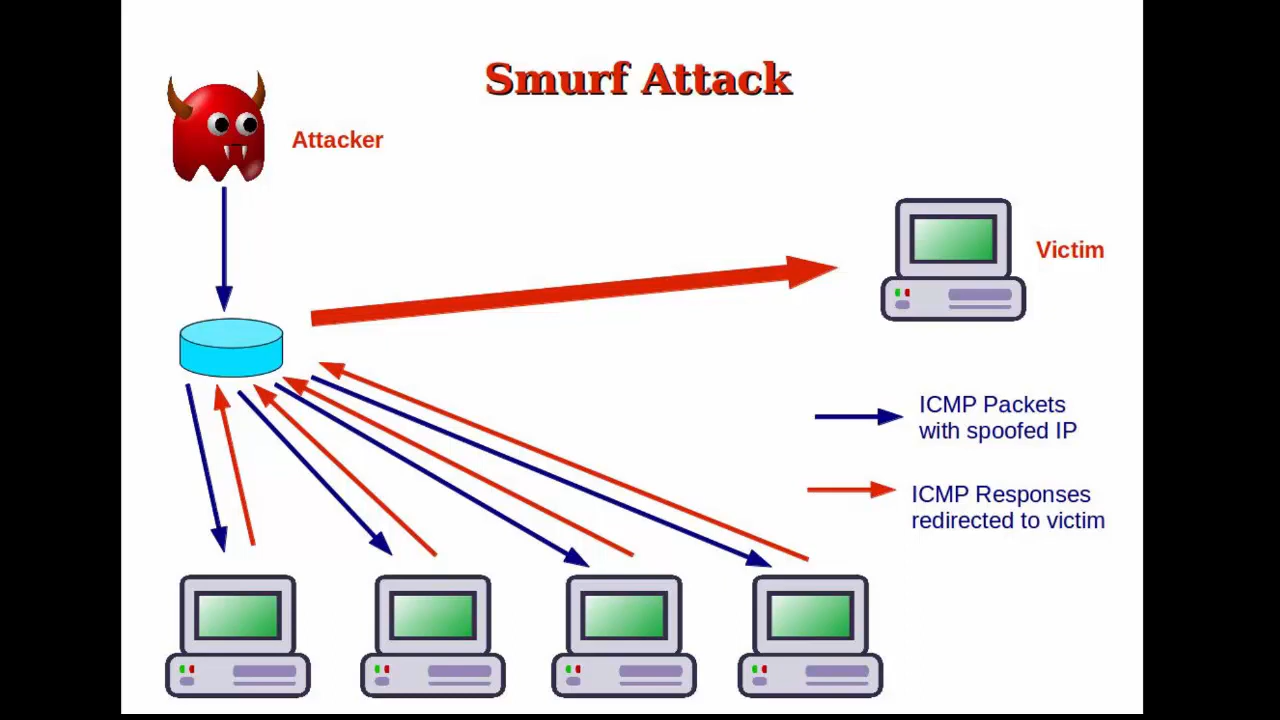 Smurf Attack
Attacker
Victim
ICMP Packets
with spoofed IP
ICMP Responses
redirected to victim